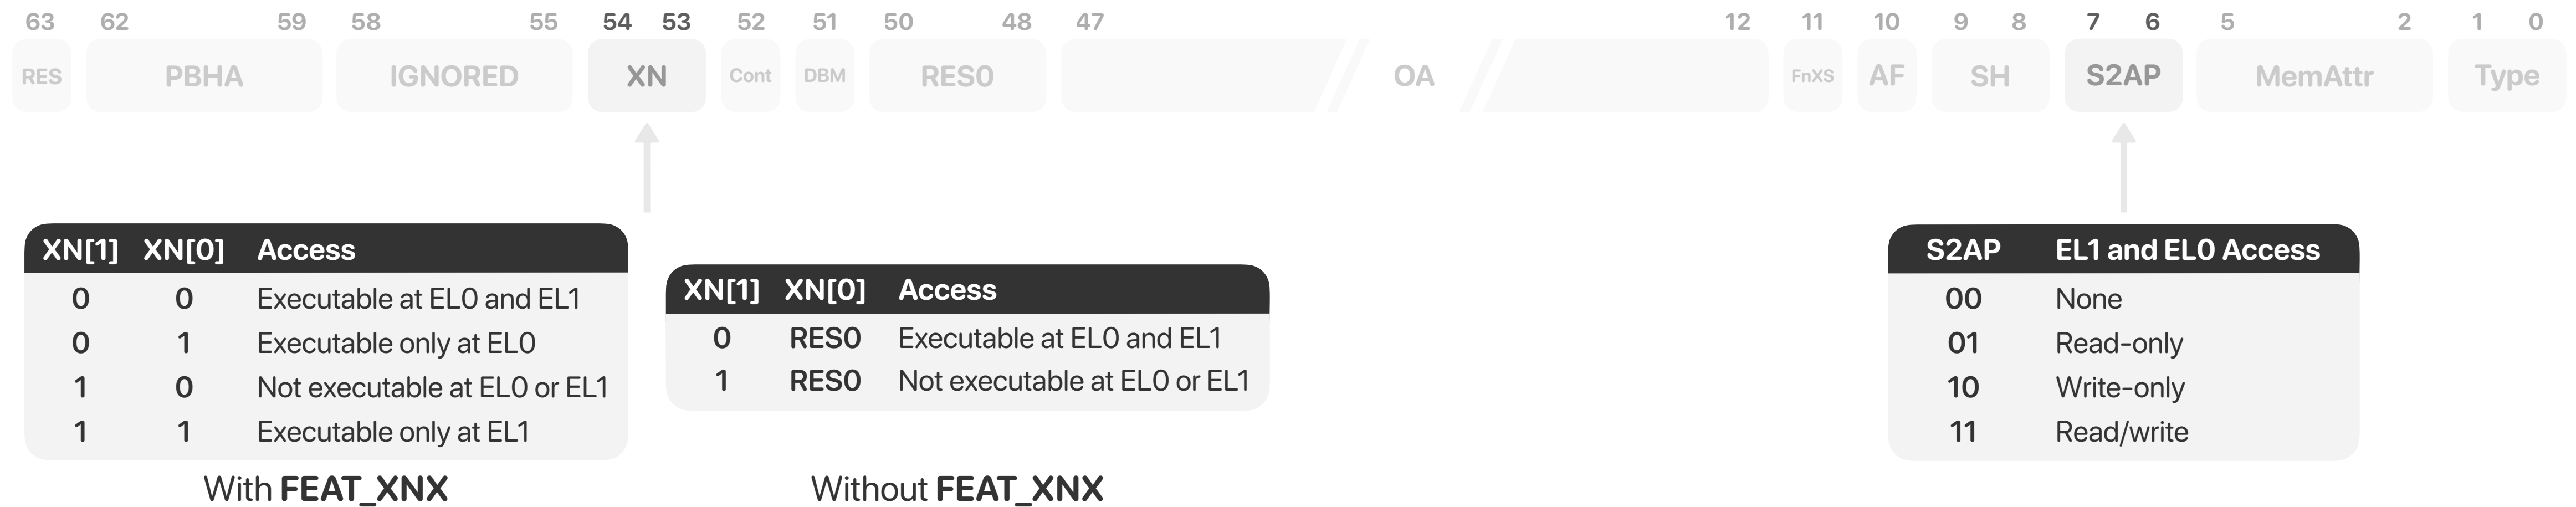 63 62 59 58 55 54 53 52 51 50 48 47 12 11 10 9 8 7 6 5 2 1 0
RES PBHA IGNORED XN Cont DBM RES0 OA FnXS AF SH S2AP MemAttr Type
XN[1] XN[0] Access
0 0 Executable at EL0 and EL1
0 1 Executable only at EL0
1 0 Not executable at EL0 or EL1
1 1 Executable only at EL1
With FEAT_XNX
XN[1] XN[0] Access
0 RES0 Executable at EL0 and EL1
1 RES0 Not executable at EL0 or EL1
Without FEAT_XNX
S2AP EL1 and EL0 Access
00 None
01 Read-only
10 Write-only
11 Read/write